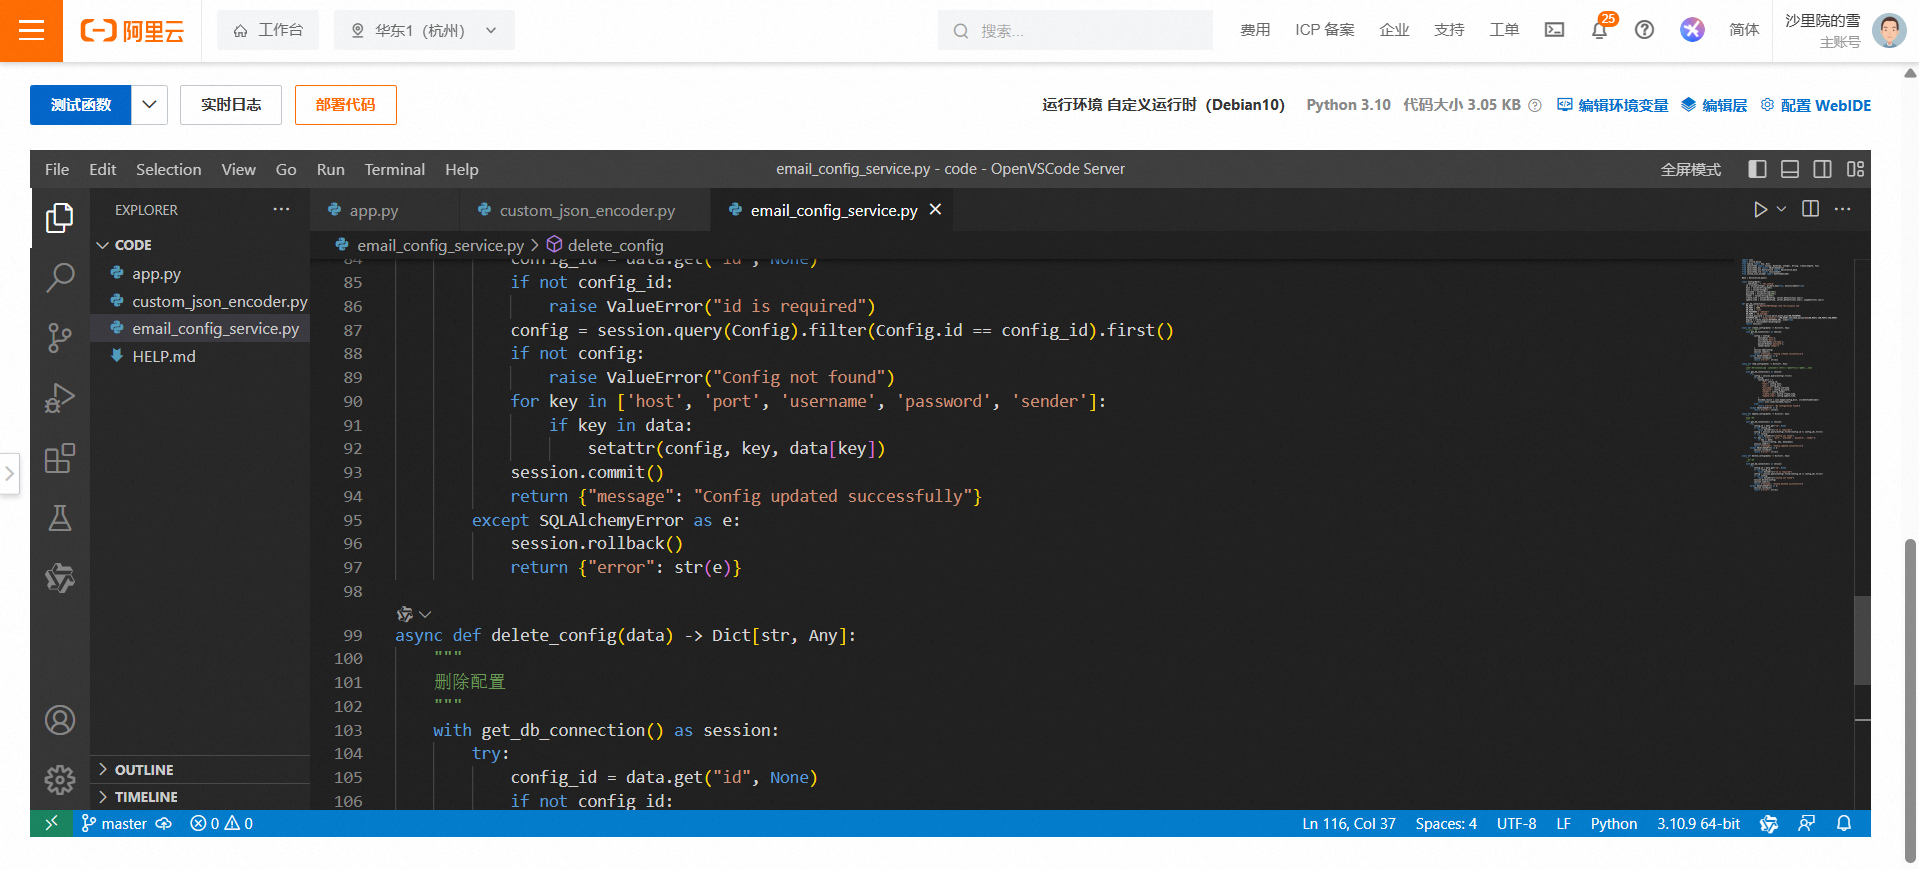 阿里云
工作台
华东1（杭州）
搜索...
费用
ICP 备案
企业
支持
工单
25
简体
沙里院的雪
主账号
测试函数
实时日志
部署代码
运行环境 自定义运行时（Debian10） Python 3.10 代码大小 3.05 KB
编辑环境变量
编辑层
配置 WebIDE
File Edit Selection View Go Run Terminal Help
email_config_service.py - code - OpenVSCode Server
全屏模式
EXPLORER
CODE
app.py
custom_json_encoder.py
email_config_service.py
HELP.md
OUTLINE
TIMELINE
app.py
custom_json_encoder.py
email_config_service.py
email_config_service.py > delete_config
84 config_id = data.get("id", None)
85 if not config_id:
86 raise ValueError("id is required")
87 config = session.query(Config).filter(Config.id == config_id).first()
88 if not config:
89 raise ValueError("Config not found")
90 for key in ['host', 'port', 'username', 'password', 'sender']:
91 if key in data:
92 setattr(config, key, data[key])
93 session.commit()
94 return {"message": "Config updated successfully"}
95 except SQLAlchemyError as e:
96 session.rollback()
97 return {"error": str(e)}
98
99 async def delete_config(data) -> Dict[str, Any]:
100 """
101 删除配置
102 """
103 with get_db_connection() as session:
104 try:
105 config_id = data.get("id", None)
106 if not config_id:
master
0
0
Ln 116, Col 37
Spaces: 4
UTF-8
LF
Python
3.10.9 64-bit